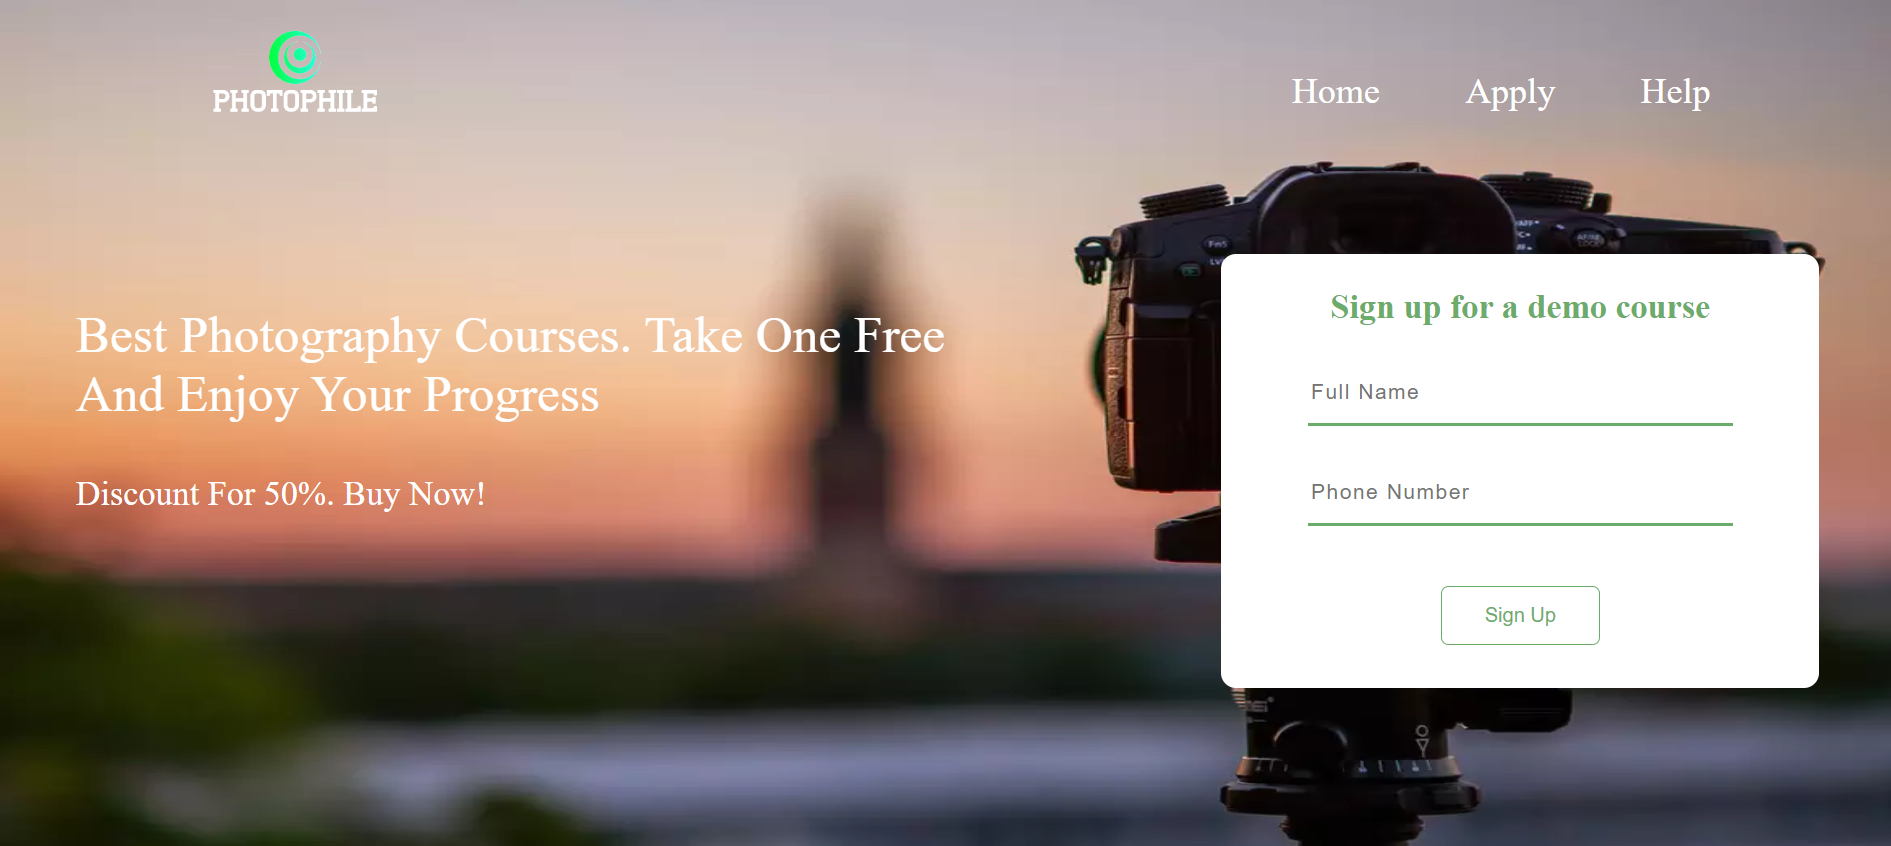 PHOTOPHILE
Home Apply Help
Best Photography Courses. Take One Free
And Enjoy Your Progress
Discount For 50%. Buy Now!
Sign up for a demo course
Full Name
Phone Number
Sign Up
Fn5